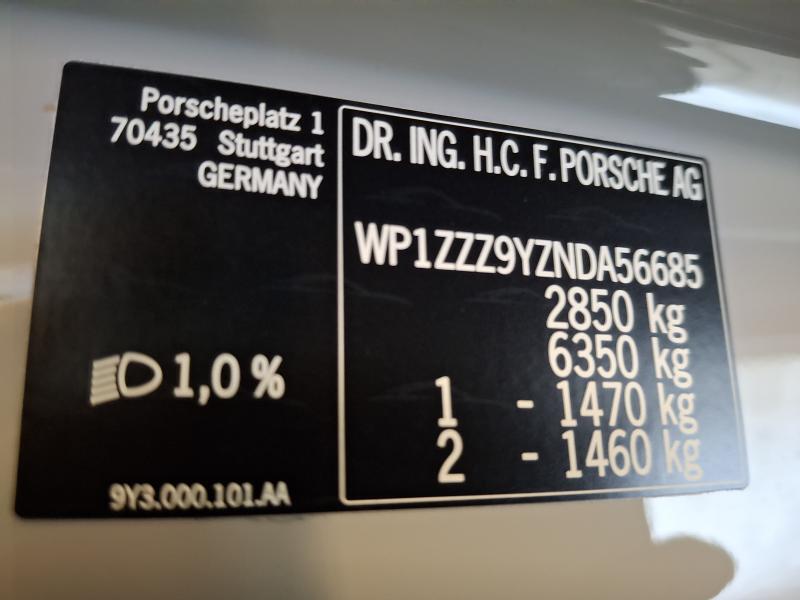 Porscheplatz 1
70435 Stuttgart
GERMANY
1,0 %
9Y3.000.101.AA
DR. ING. H.C. F. PORSCHE AG
WP1ZZZ9YZNDA56685
2850 kg
6350 kg
1 - 1470 kg
2 - 1460 kg